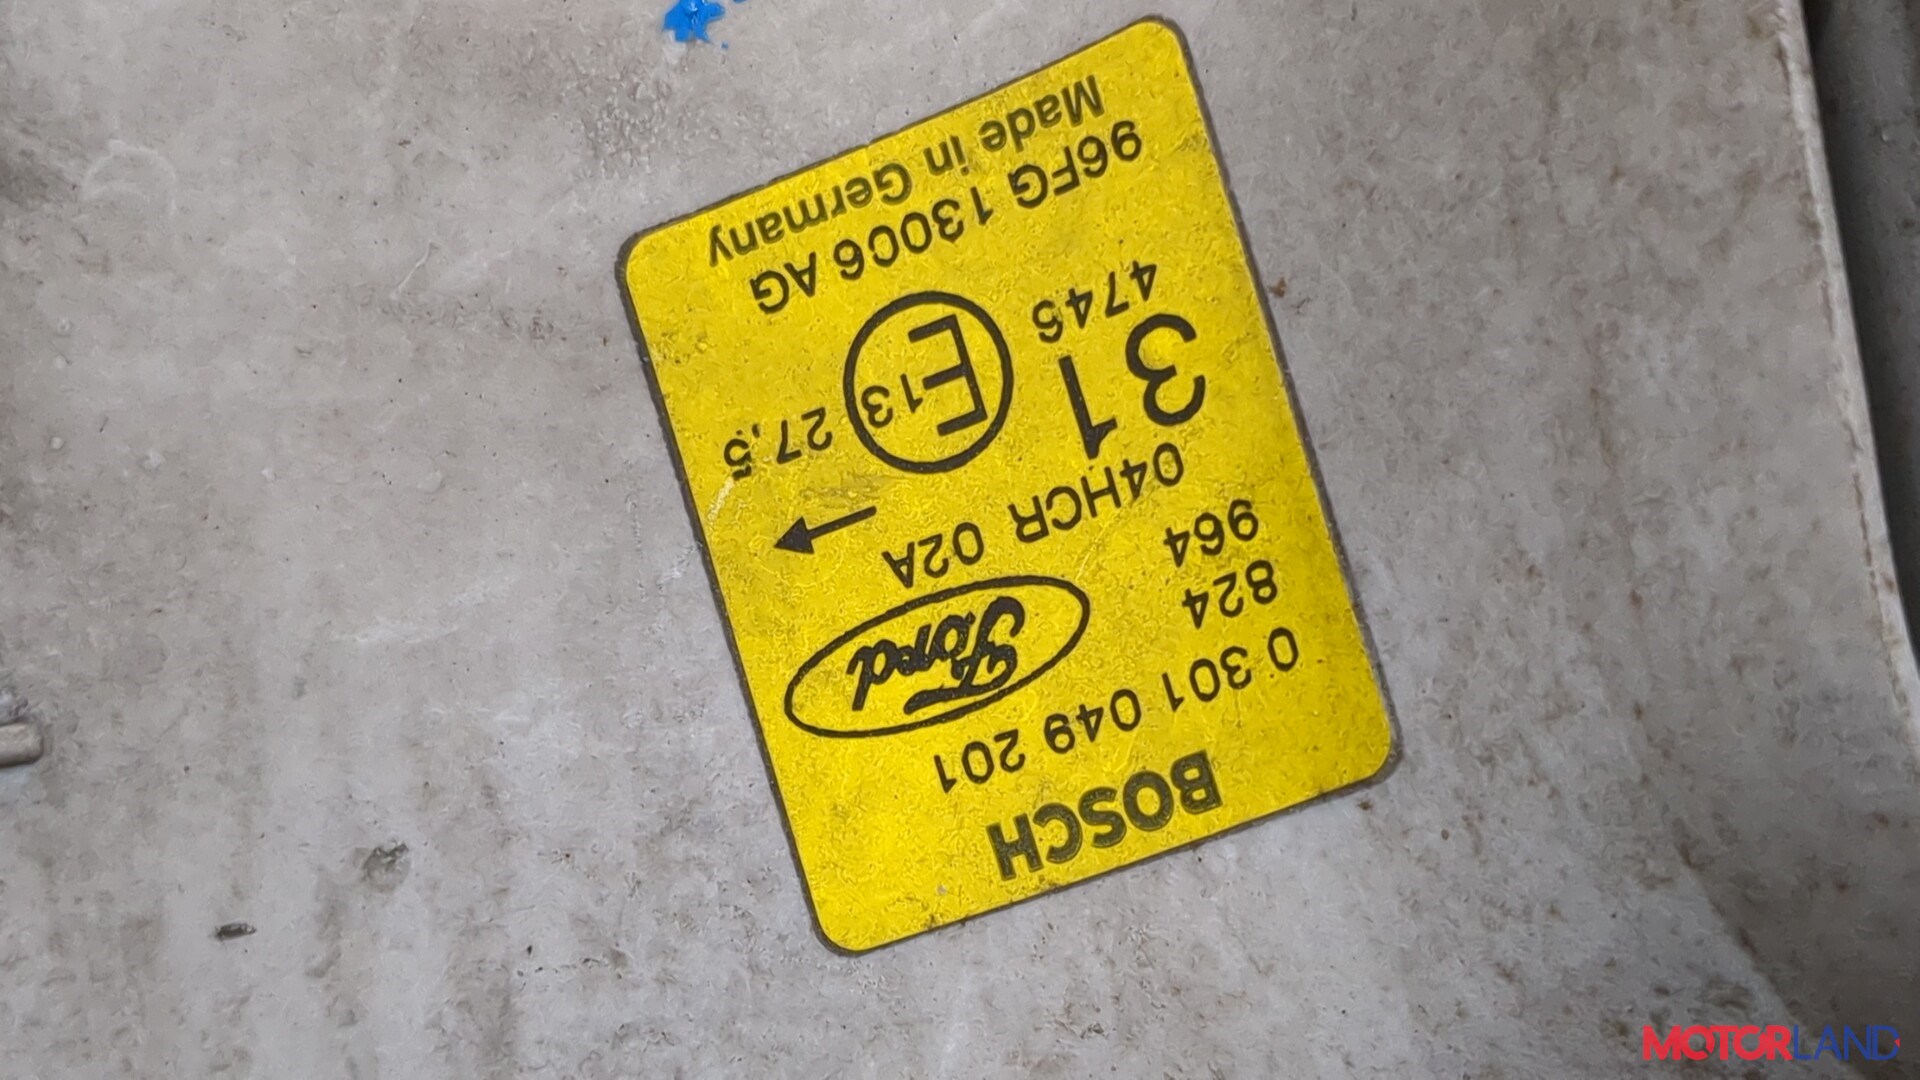 BOSCH
0 301 049 201
824
964
Ford
04HCR 02A
31
4746
E13 27,5
96FG 13006 AG
Made in Germany
MOTORLAND